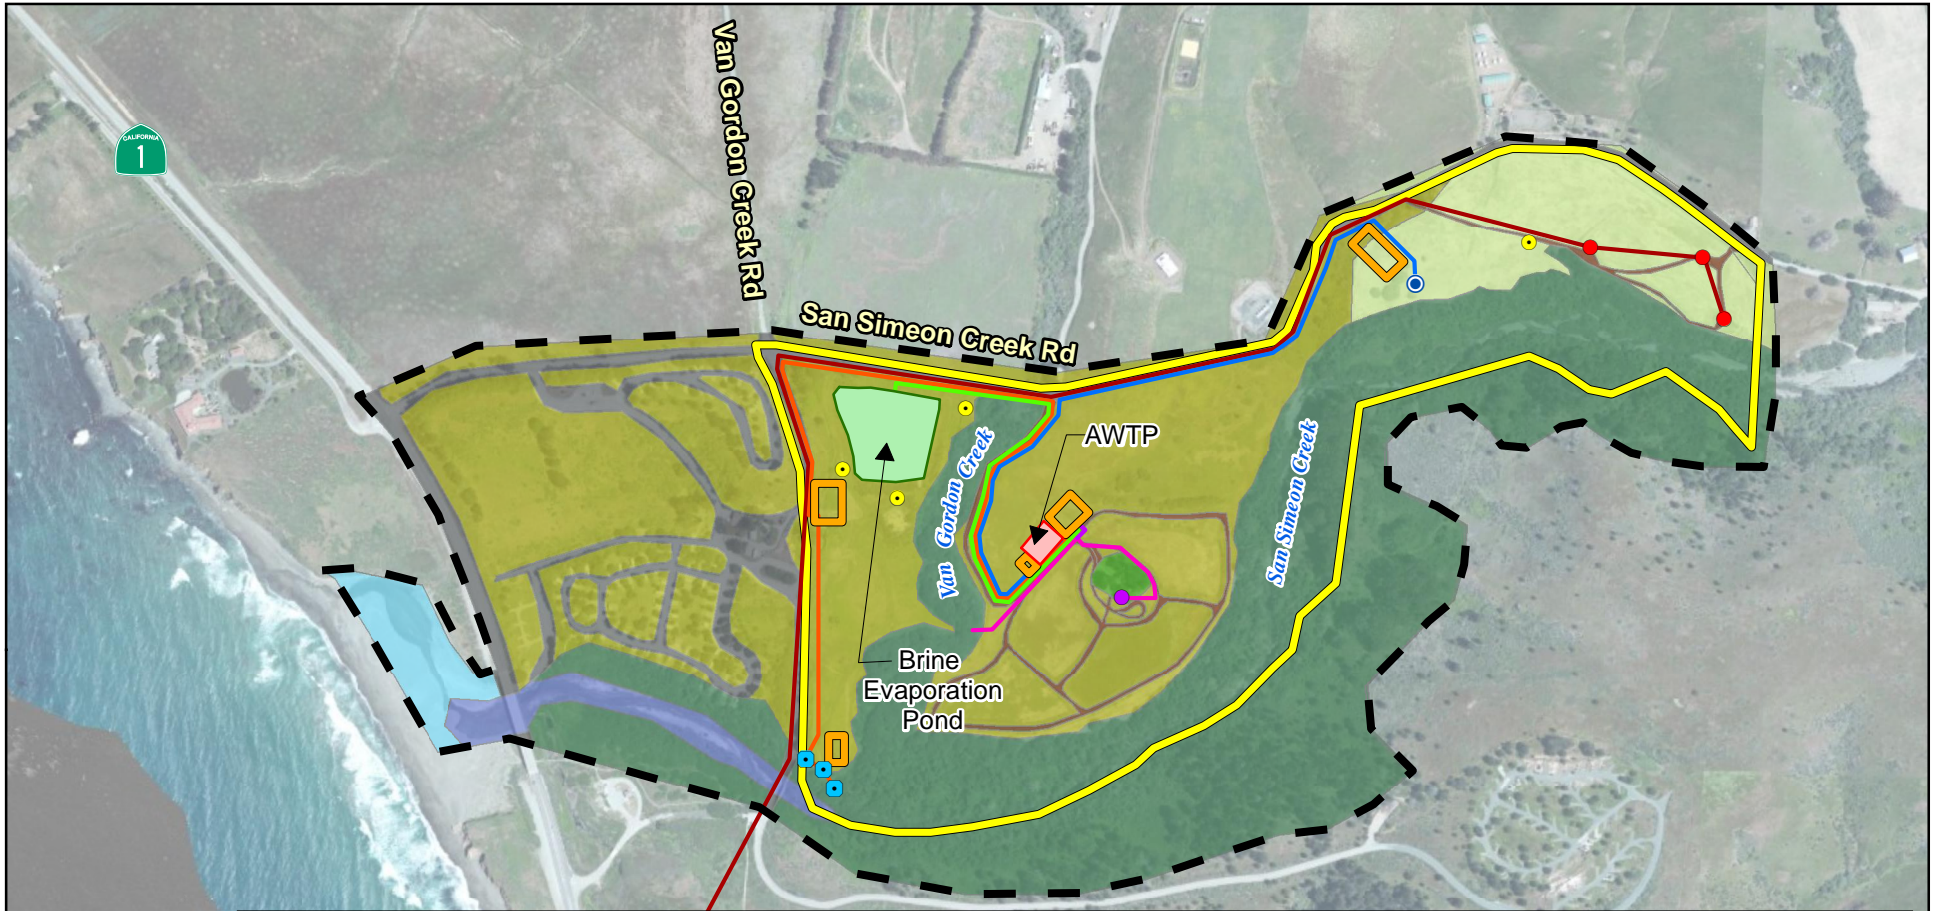 Van Gordon Creek Rd
CALIFORNIA
1
San Simeon Creek Rd
AWTP
Van Gordon Creek
San Simeon Creek
Brine
Evaporation
Pond